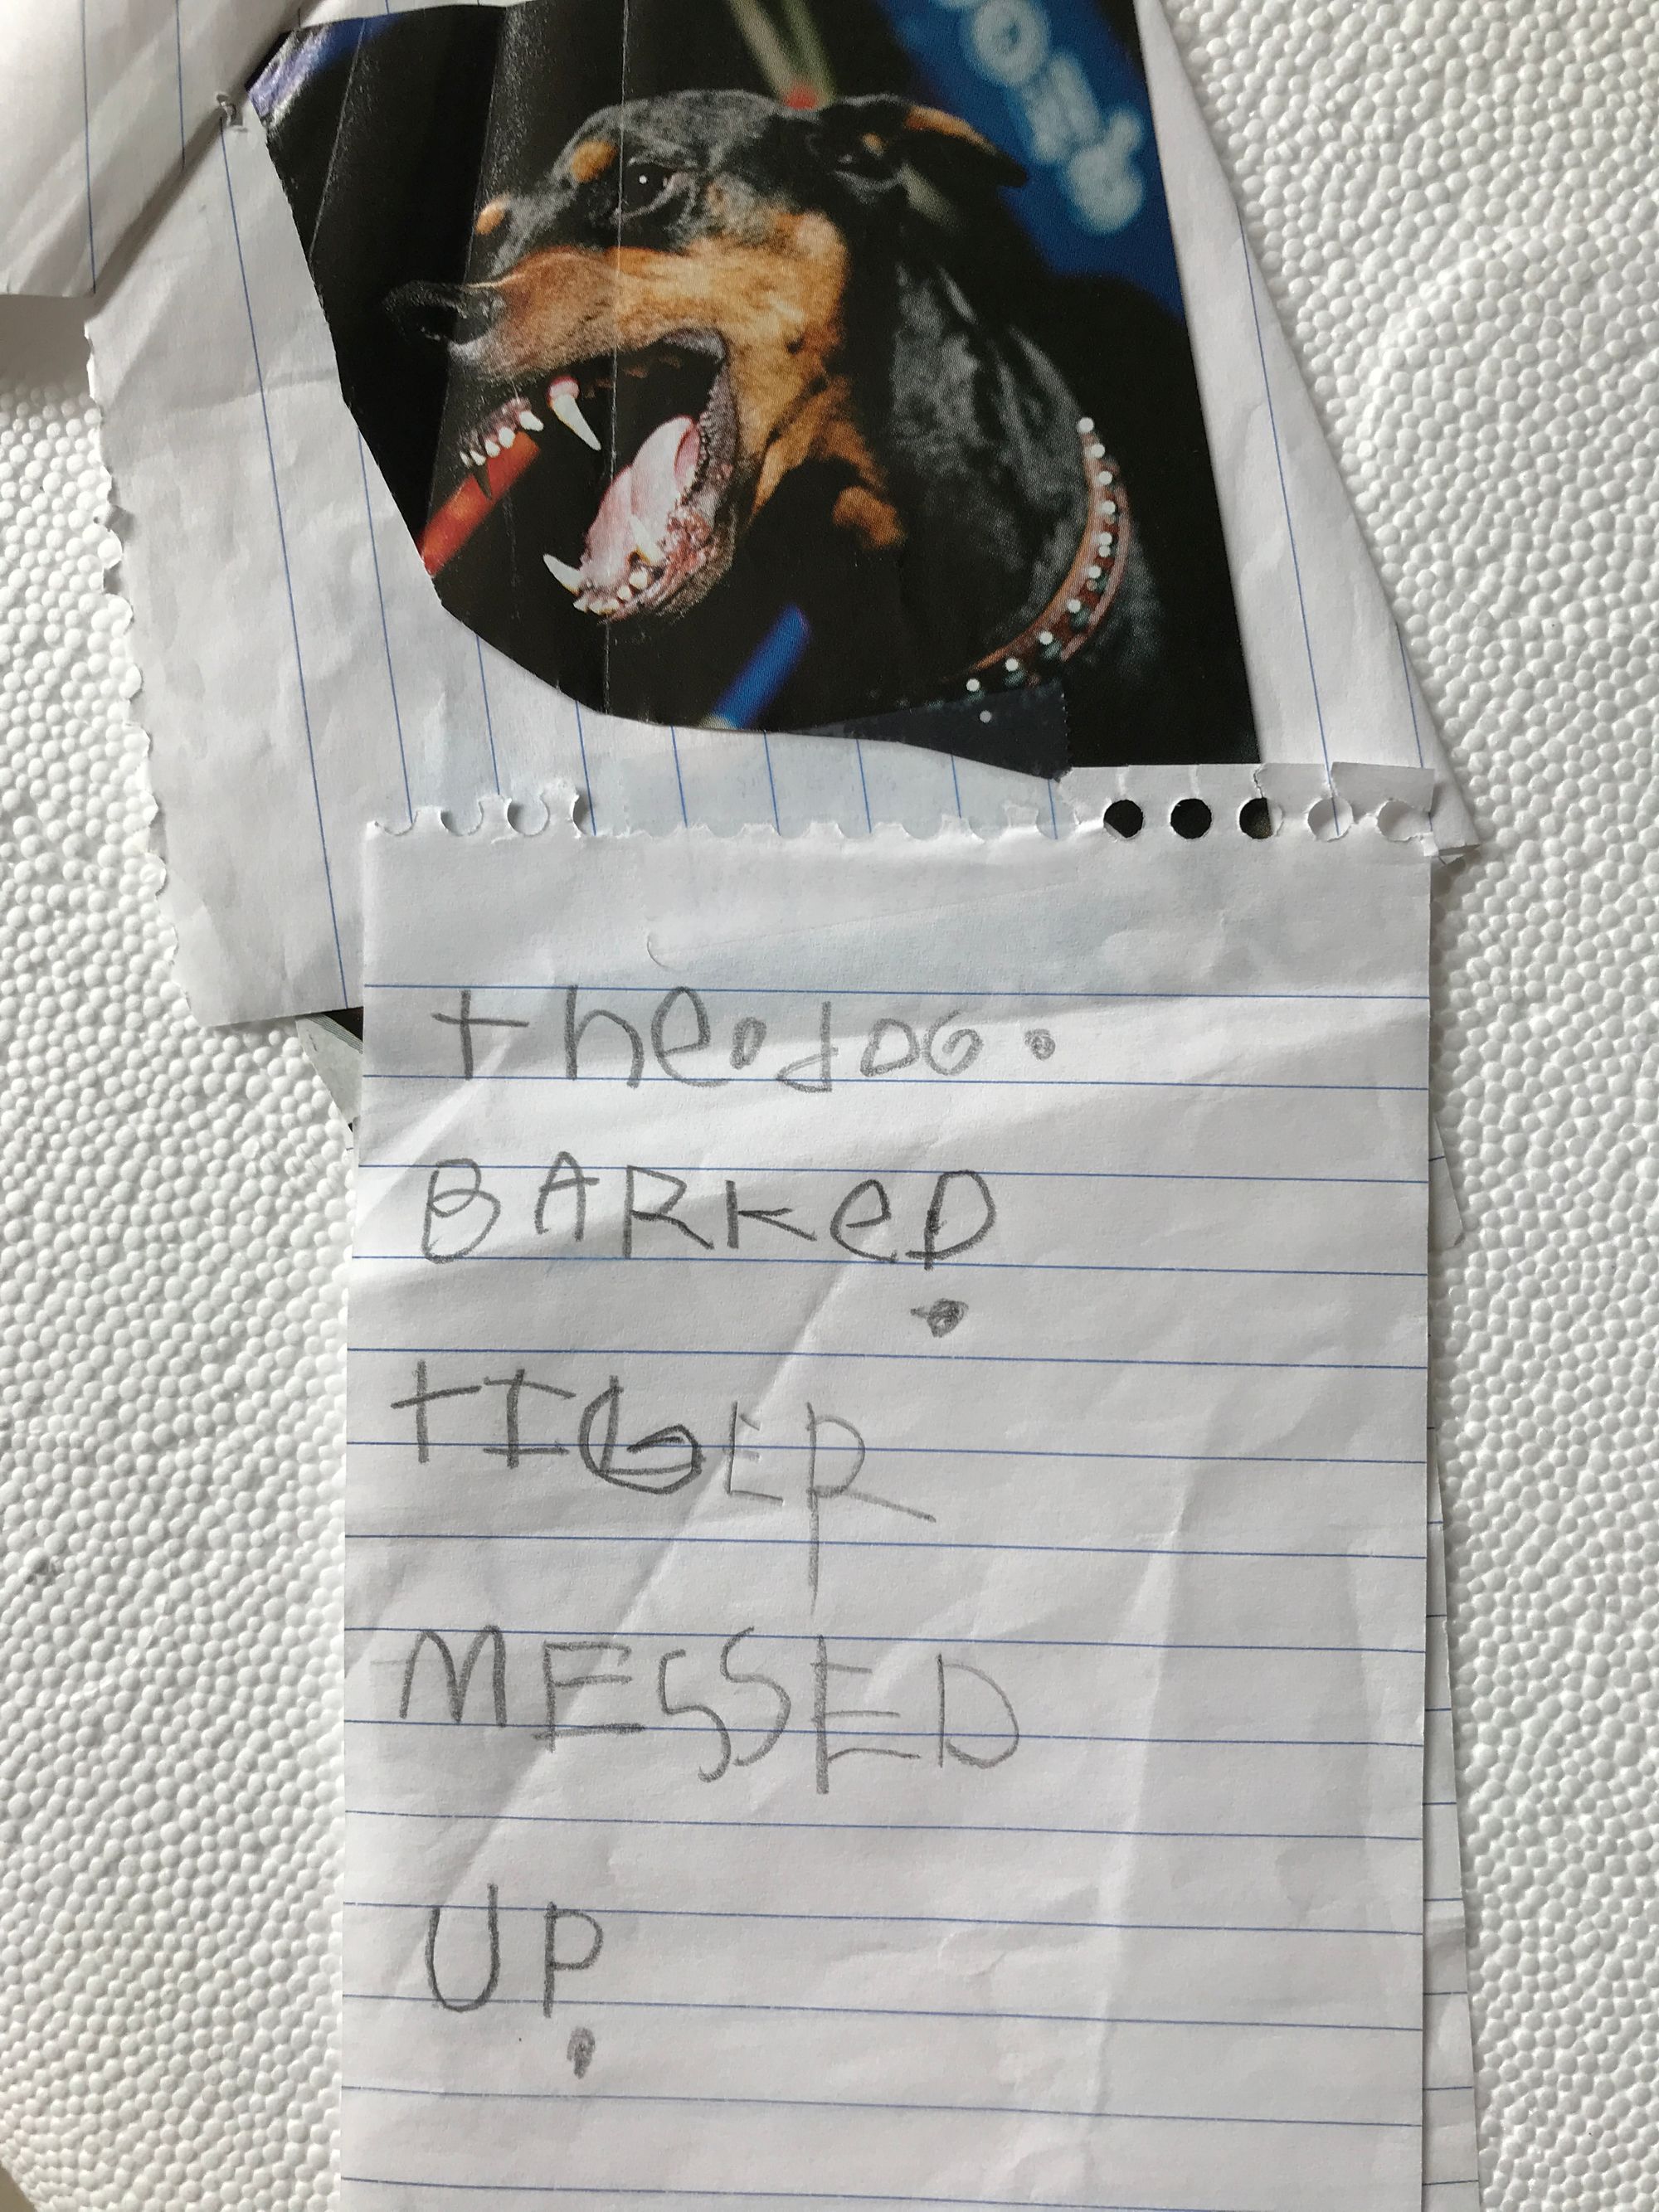 the.dog.
BARKeD.
tIGER
MESSED
UP.